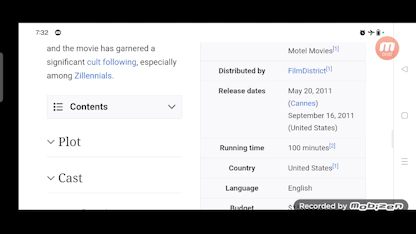 7:32
and the movie has garnered a
significant cult following, especially
among Zillennials.
Contents
Plot
Cast
Motel Movies[1]
Distributed by FilmDistrict[1]
Release dates May 20, 2011
(Cannes)
September 16, 2011
(United States)
Running time 100 minutes[2]
Country United States[1]
Language English
Budget
Recorded by
mobizen